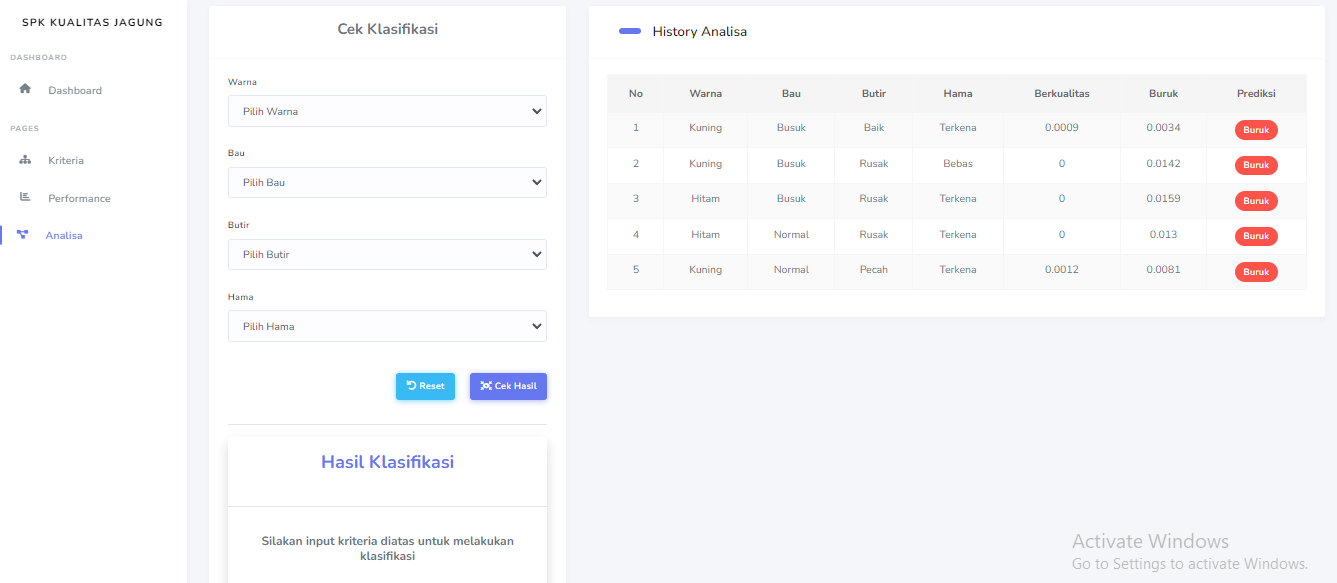 SPK KUALITAS JAGUNG
DASHBOARD
Dashboard
PAGES
Kriteria
Performance
Analisa
Cek Klasifikasi
Warna
Pilih Warna
Bau
Pilih Bau
Butir
Pilih Butir
Hama
Pilih Hama
Reset Cek Hasil
Hasil Klasifikasi
Silakan input kriteria diatas untuk melakukan
klasifikasi
History Analisa
No Warna Bau Butir Hama Berkualitas Buruk Prediksi
1 Kuning Busuk Baik Terkena 0.0009 0.0034 Buruk
2 Kuning Busuk Rusak Bebas 0 0.0142 Buruk
3 Hitam Busuk Rusak Terkena 0 0.0159 Buruk
4 Hitam Normal Rusak Terkena 0 0.013 Buruk
5 Kuning Normal Pecah Terkena 0.0012 0.0081 Buruk
Activate Windows
Go to Settings to activate Windows.